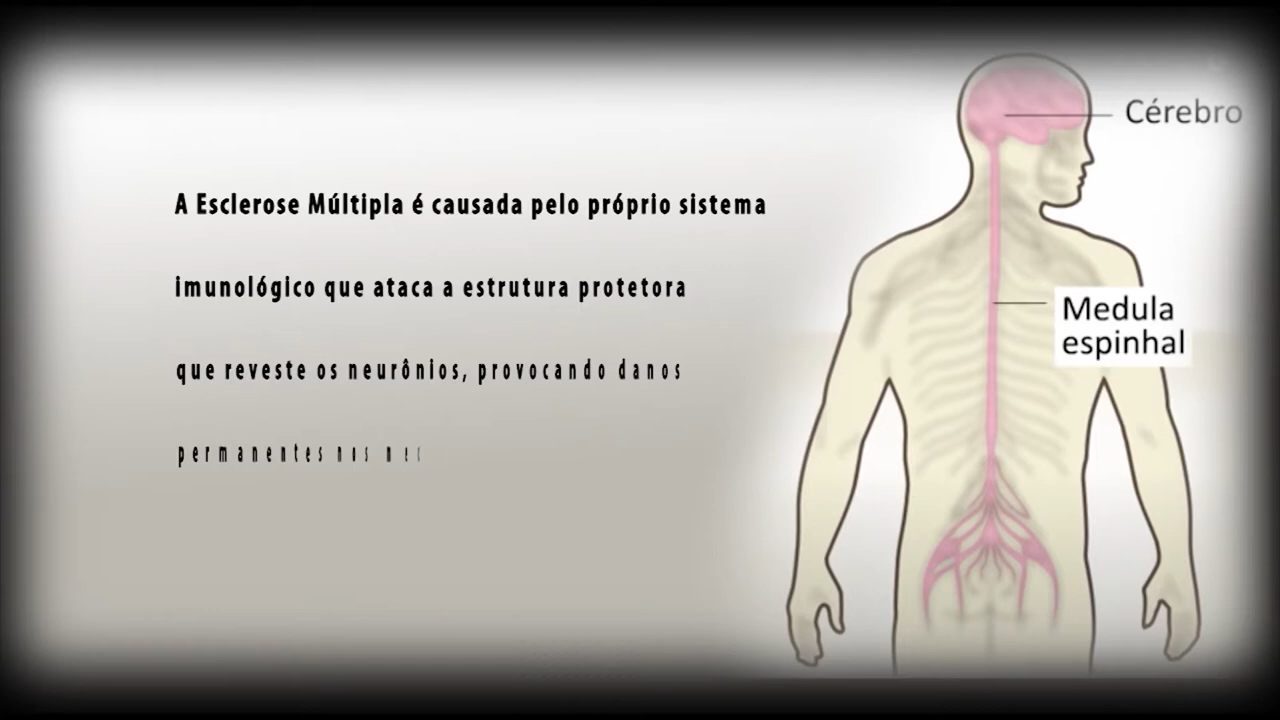 A Esclerose Múltipla é causada pelo próprio sistema
imunológico que ataca a estrutura protetora
que reveste os neurônios, provocando danos
permanentes nos
Cérebro
Medula
espinhal